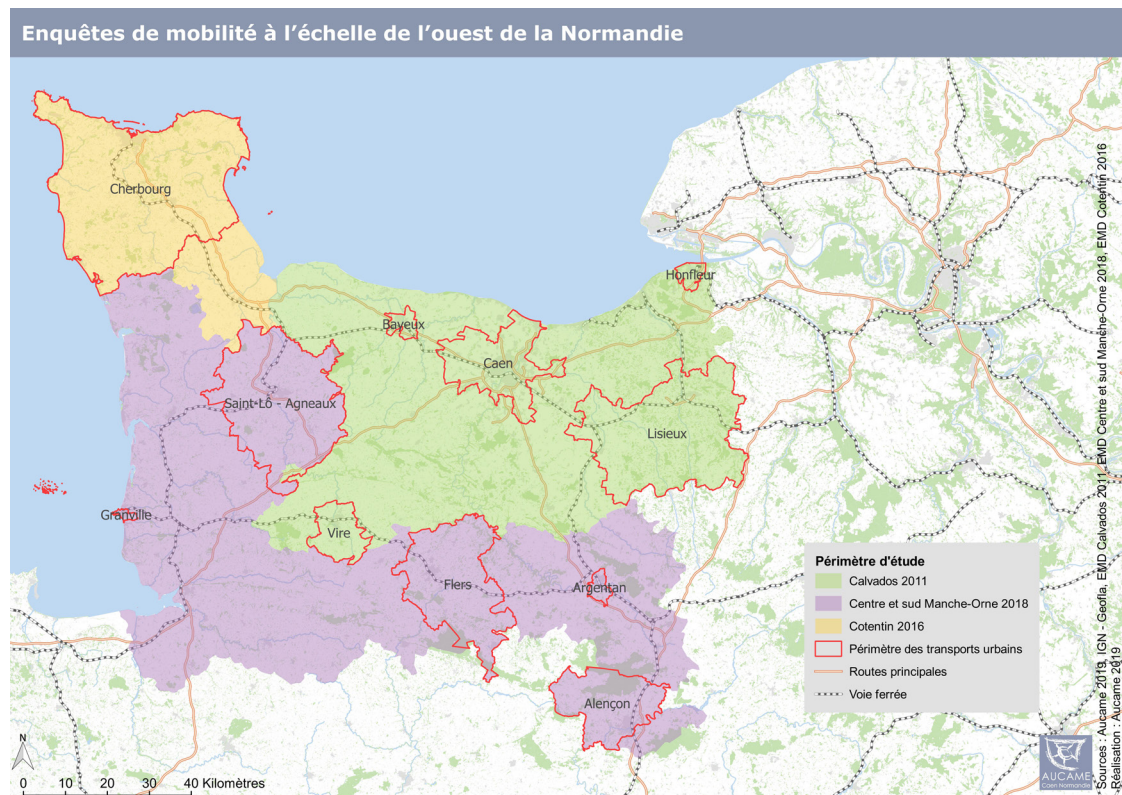 Enquêtes de mobilité à l'échelle de l'ouest de la Normandie
Cherbourg
Honfleur
Bayeux
Caen
Saint-Lô - Agneaux
Lisieux
Granville
Vire
Flers
Argentan
Alençon
Périmètre d'étude
Calvados 2011
Centre et sud Manche-Orne 2018
Cotentin 2016
Périmètre des transports urbains
Routes principales
Voie ferrée
N
0 10 20 30 40 Kilomètres
AUCAME
Caen Normandie
Sources : Aucame 2019, IGN - Geofla, EMD Calvados 2011, EMD Centre et sud Manche-Orne 2018, EMD Cotentin 2016
Réalisation : Aucame 2019